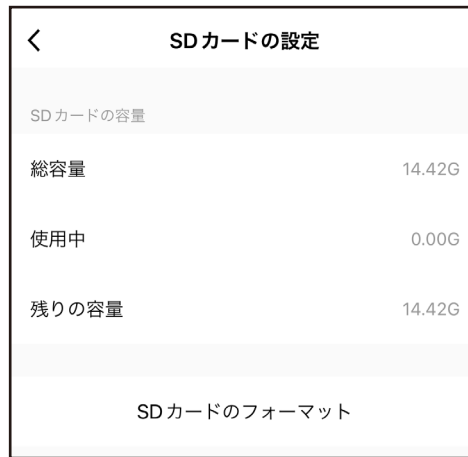 SDカードの設定
SDカードの容量
総容量 14.42G
使用中 0.00G
残りの容量 14.42G
SDカードのフォーマット